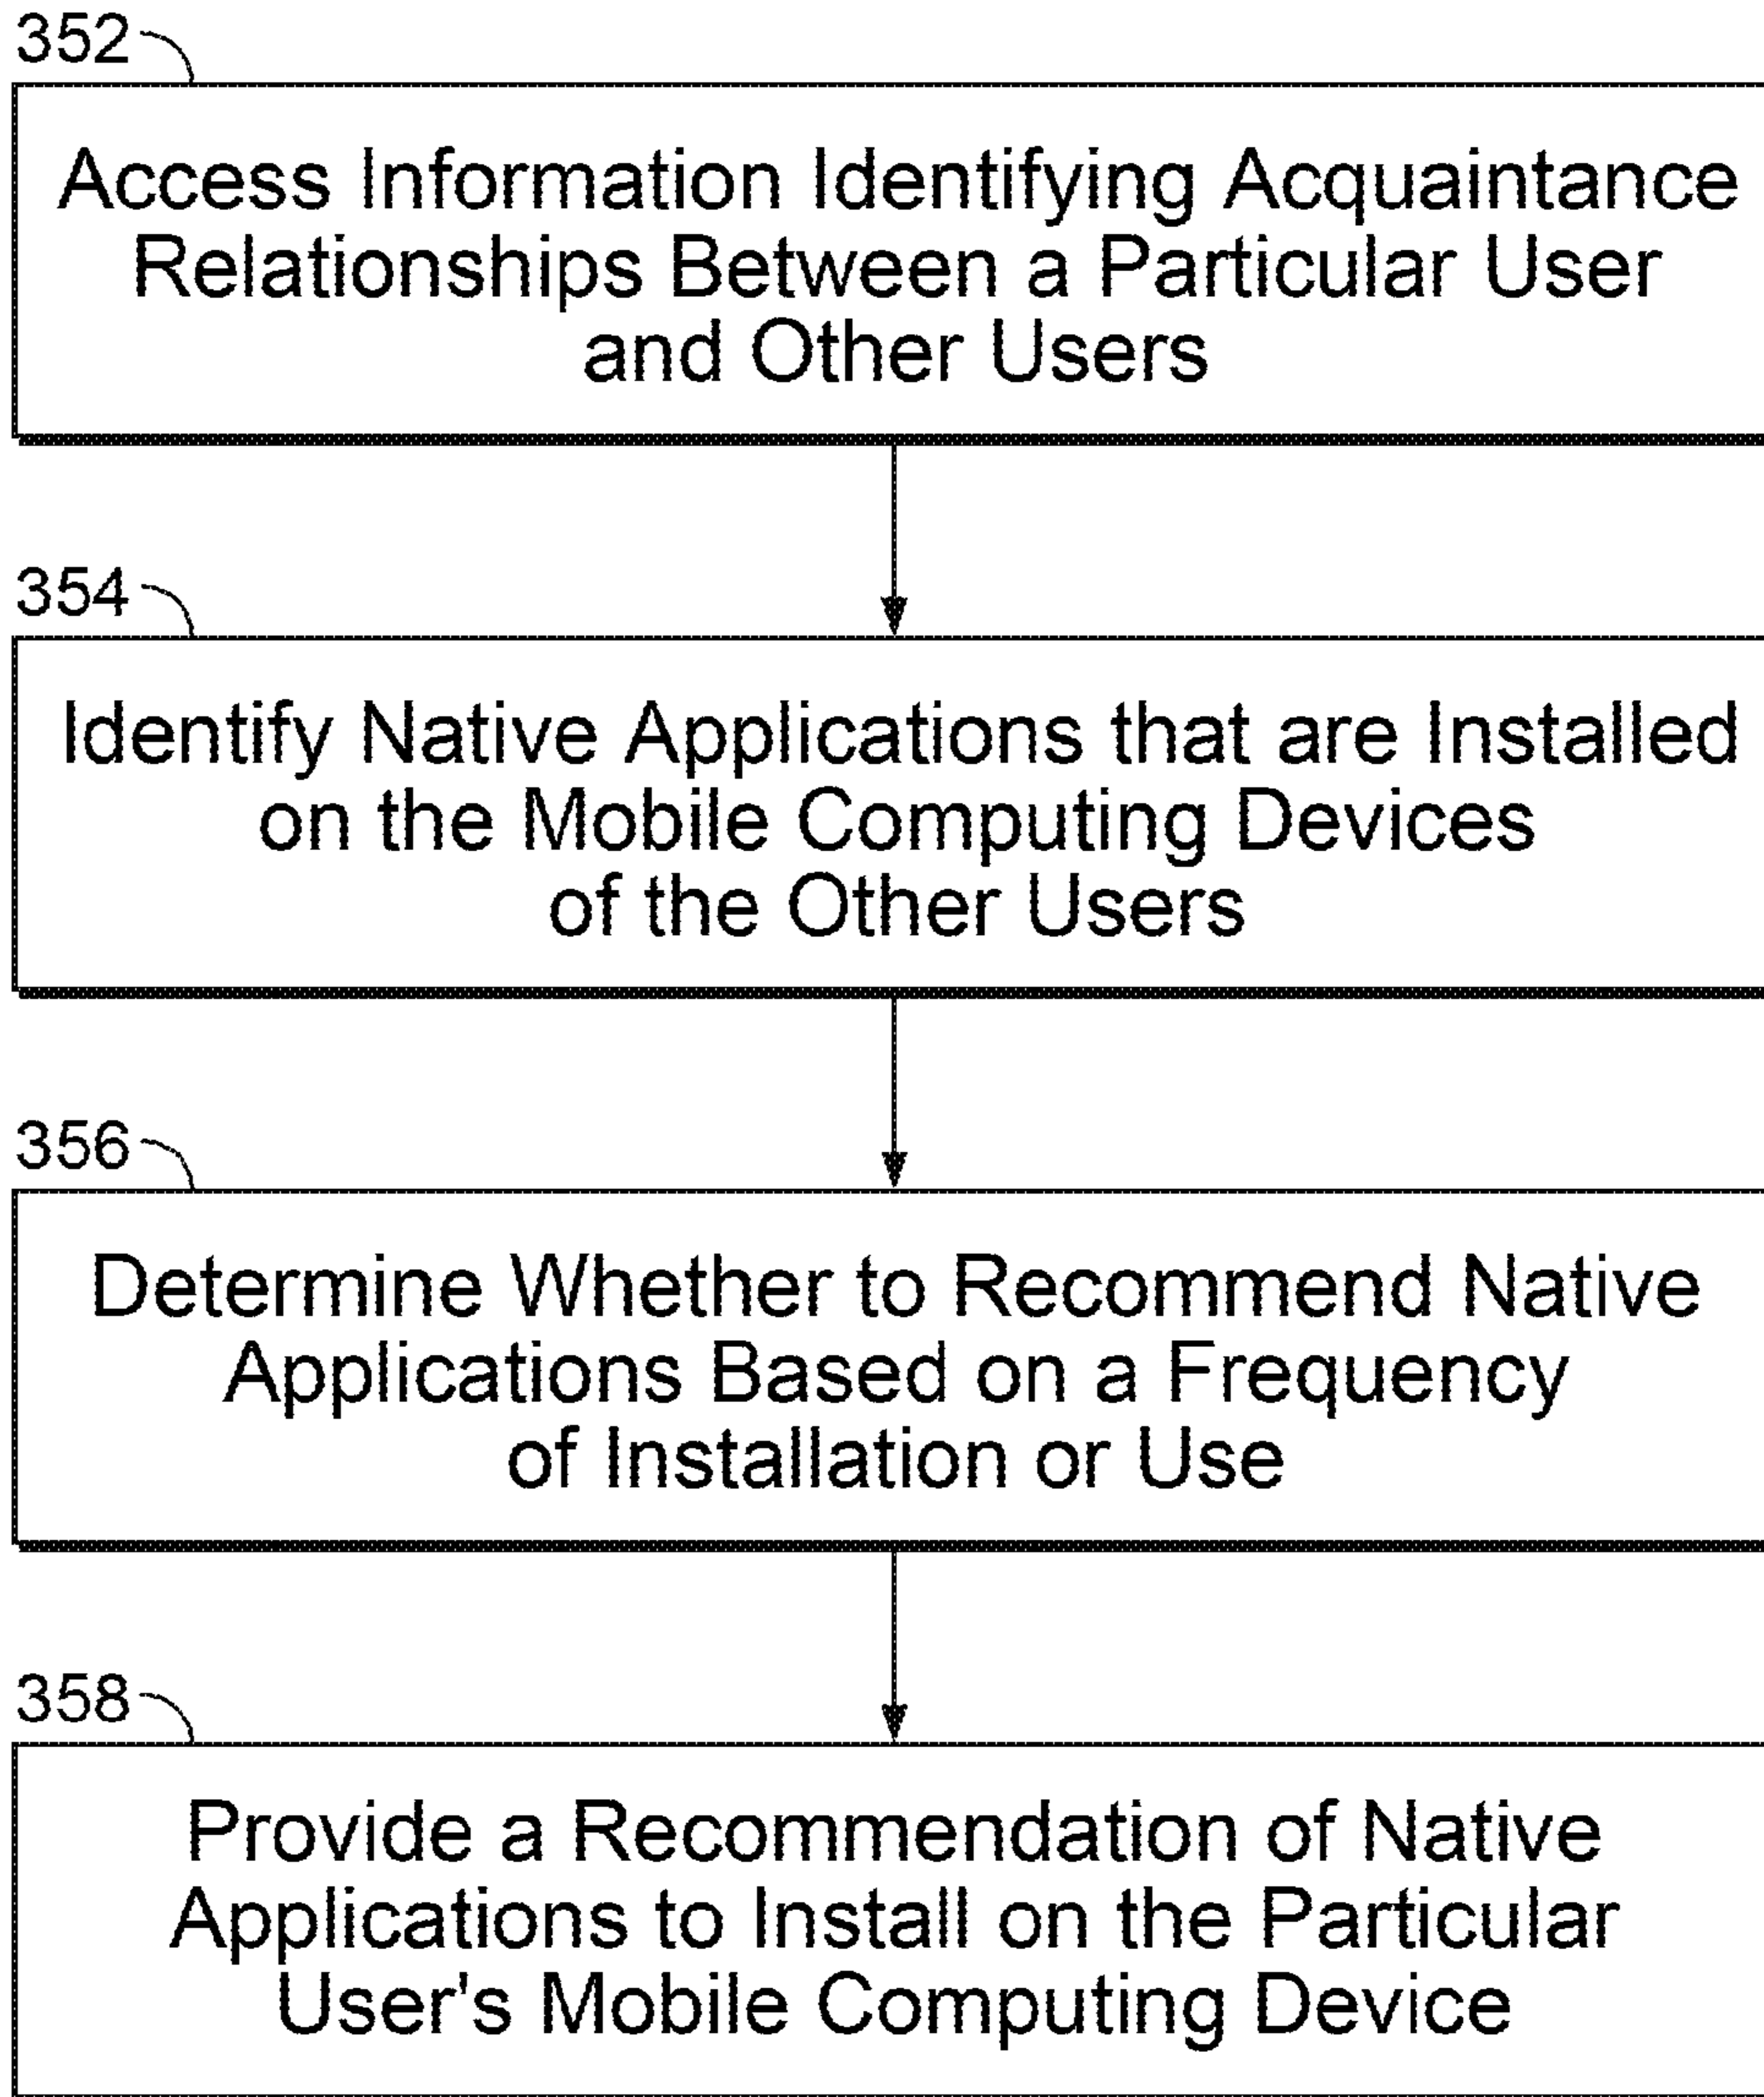 352
Access Information Identifying Acquaintance
Relationships Between a Particular User
and Other Users
354
Identify Native Applications that are Installed
on the Mobile Computing Devices
of the Other Users
356
Determine Whether to Recommend Native
Applications Based on a Frequency
of Installation or Use
358
Provide a Recommendation of Native
Applications to Install on the Particular
User's Mobile Computing Device